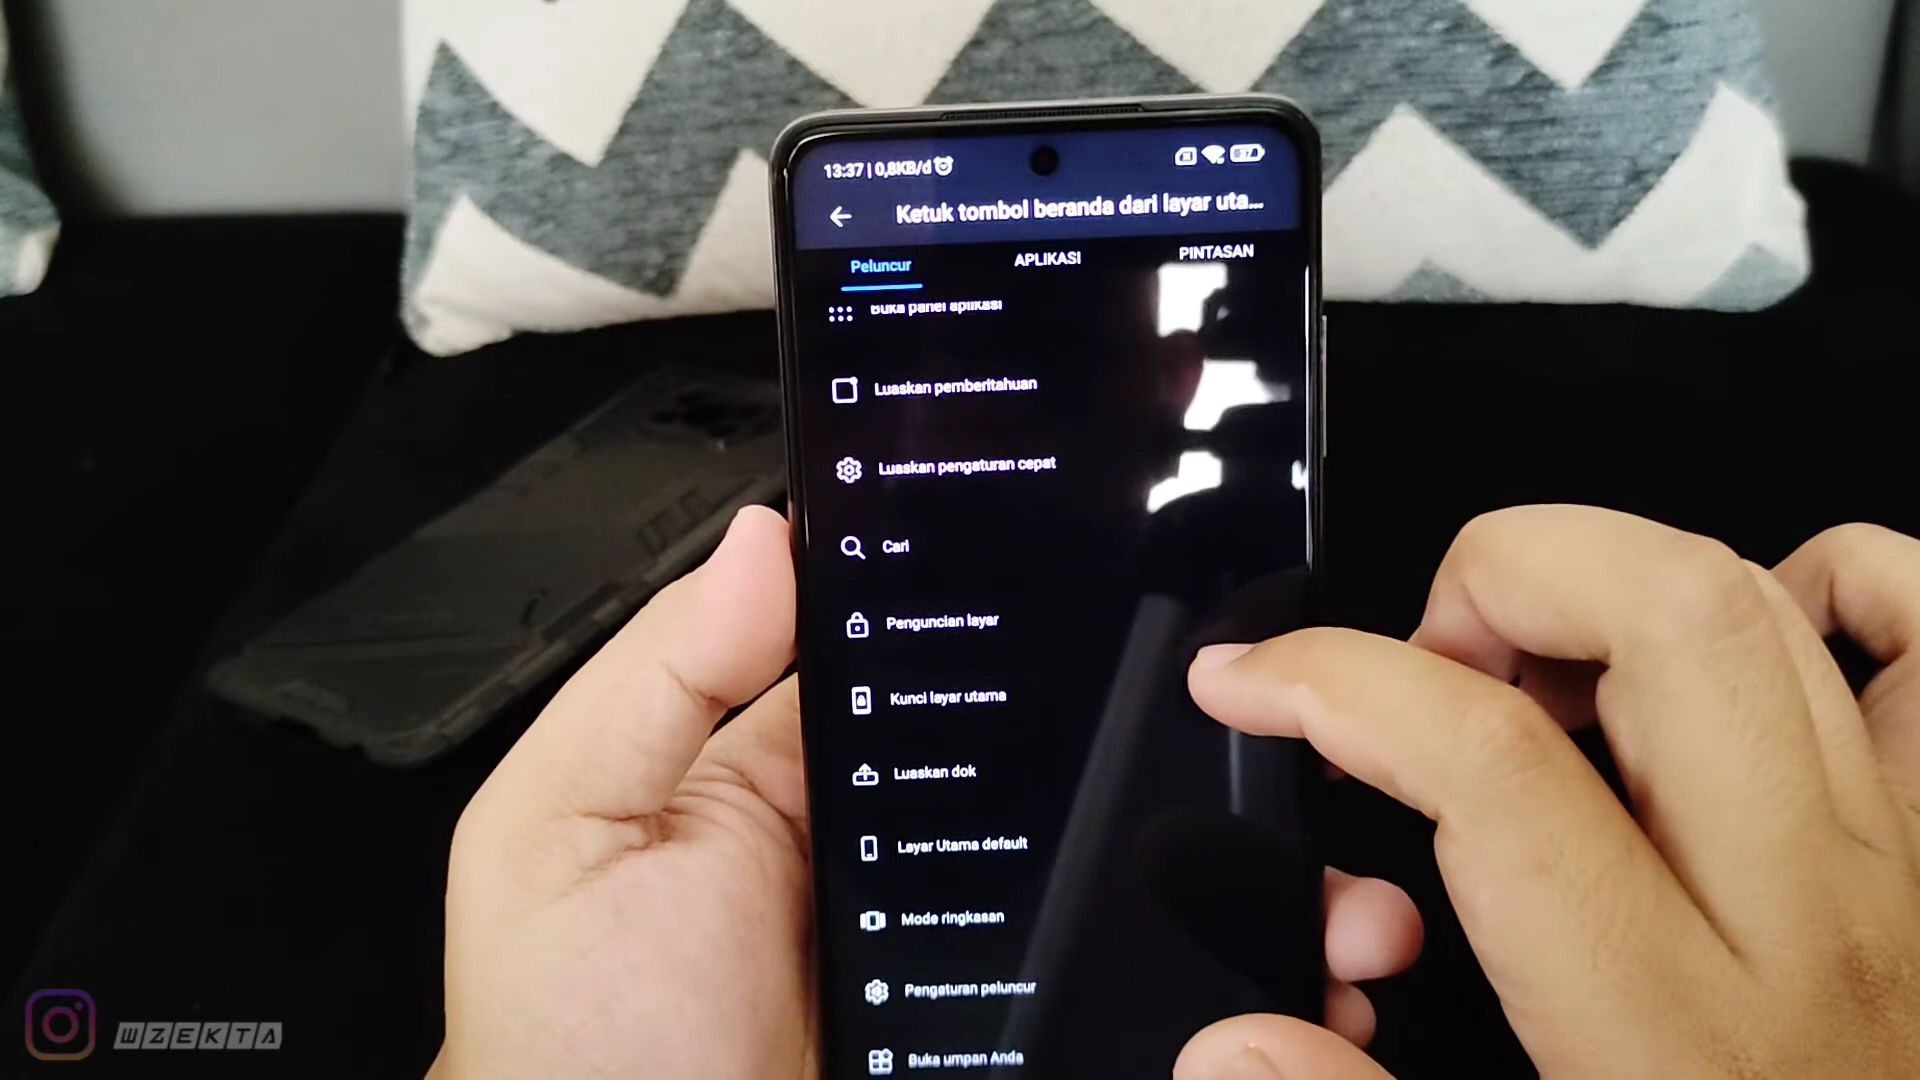 13:37 | 0,8KB/d
Ketuk tombol beranda dari layar uta...
Peluncur
APLIKASI
PINTASAN
Buka panel aplikasi
Luaskan pemberitahuan
Luaskan pengaturan cepat
Cari
Penguncian layar
Kunci layar utama
Luaskan dok
Layar Utama default
Mode ringkasan
Pengaturan peluncur
Buka umpan Anda
WZEKTA